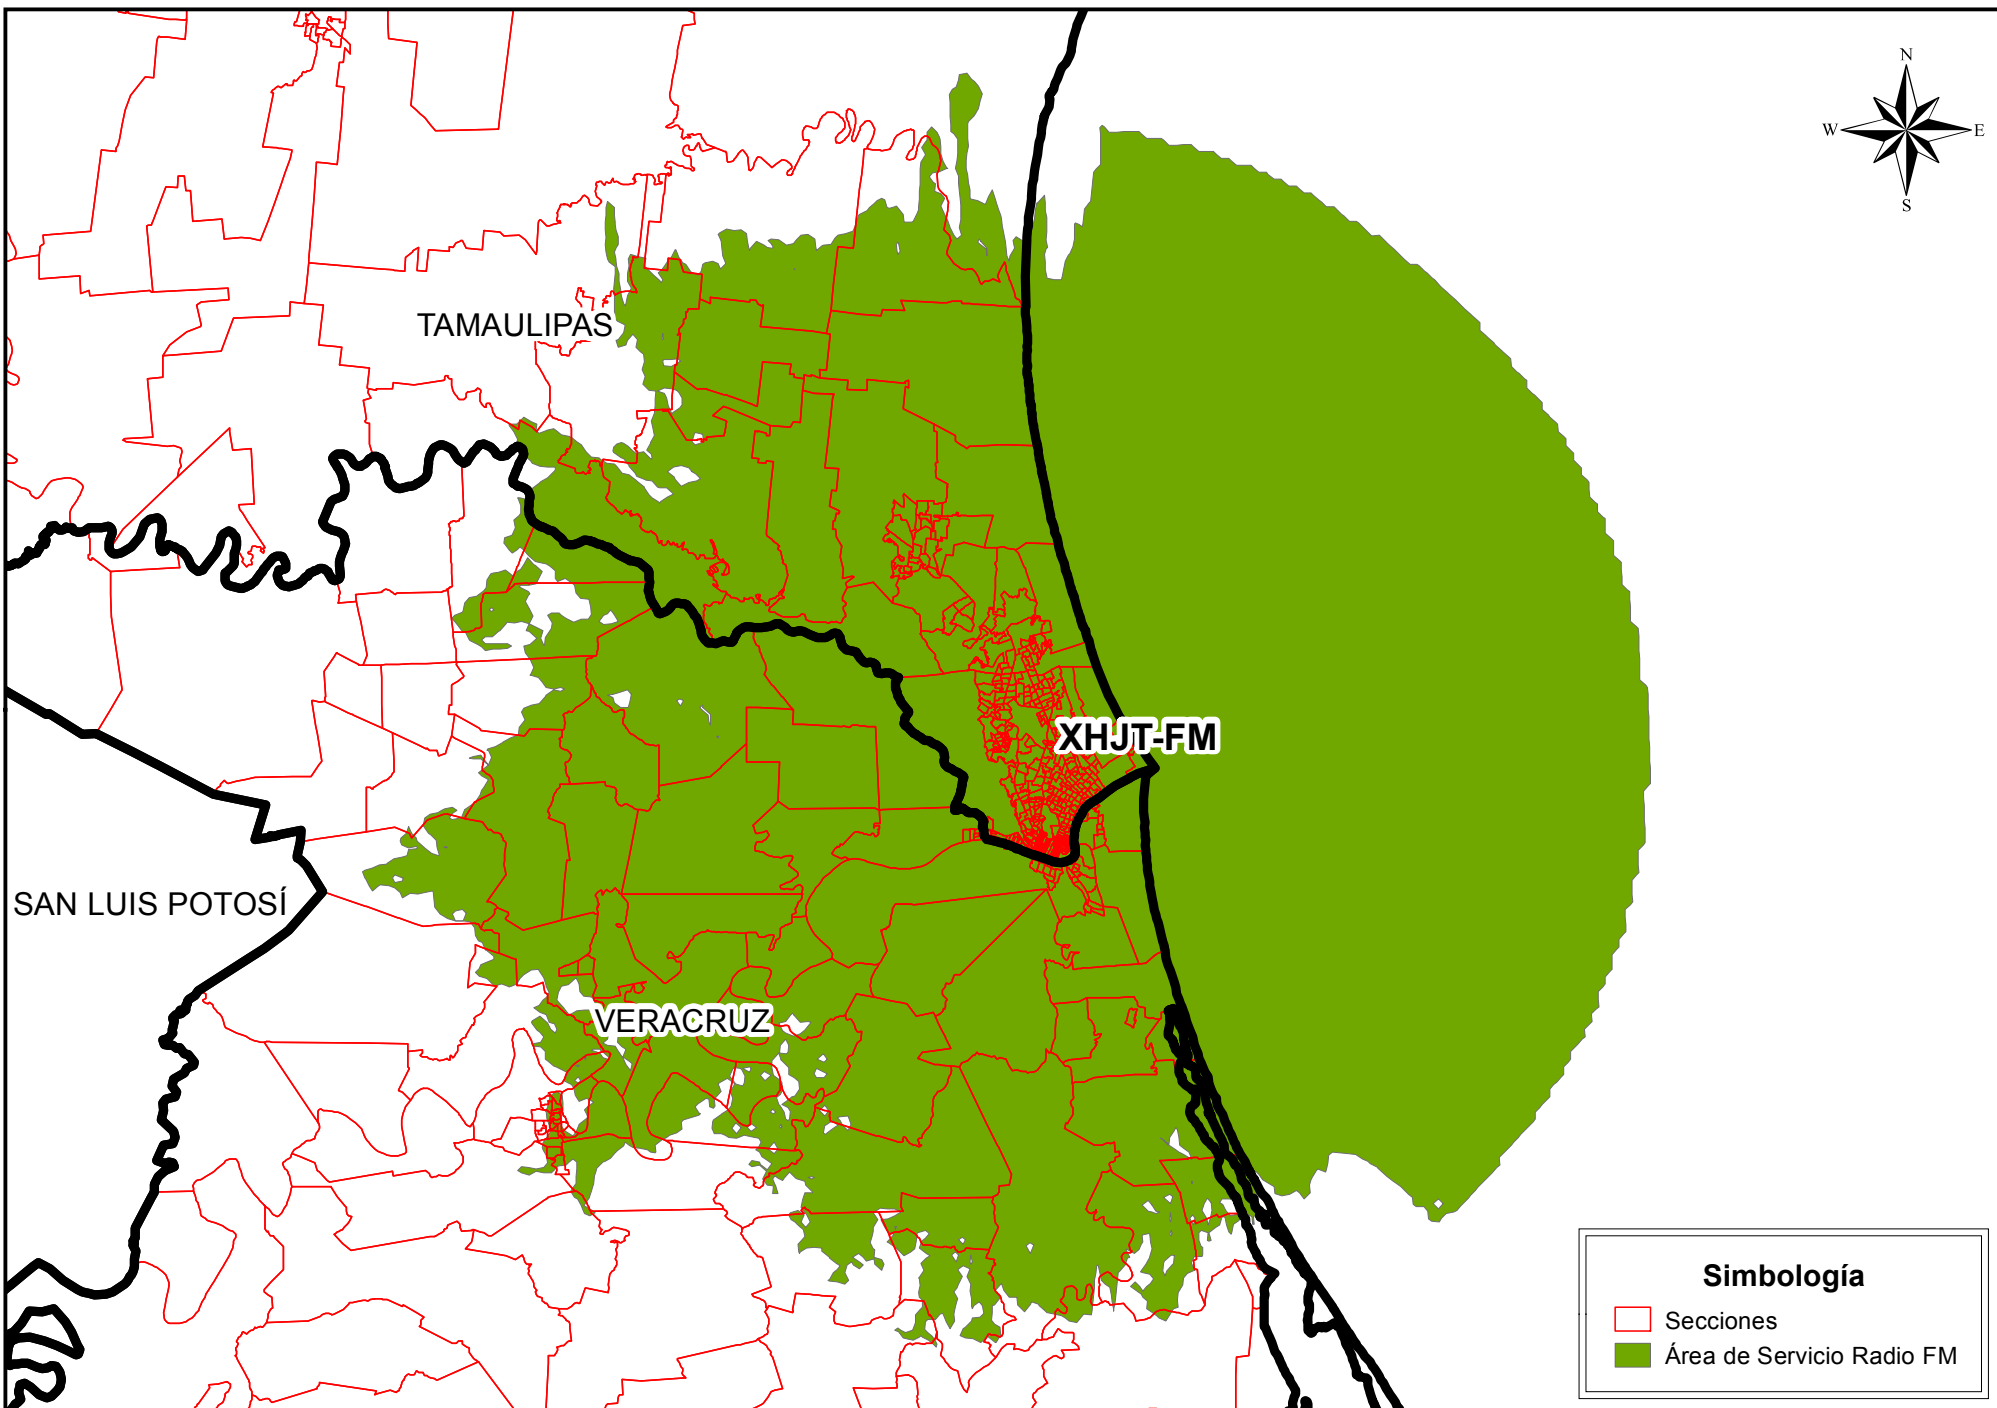 N
W E
S
TAMAULIPAS
XHJT-FM
SAN LUIS POTOSÍ
VERACRUZ
Simbología
Secciones
Área de Servicio Radio FM